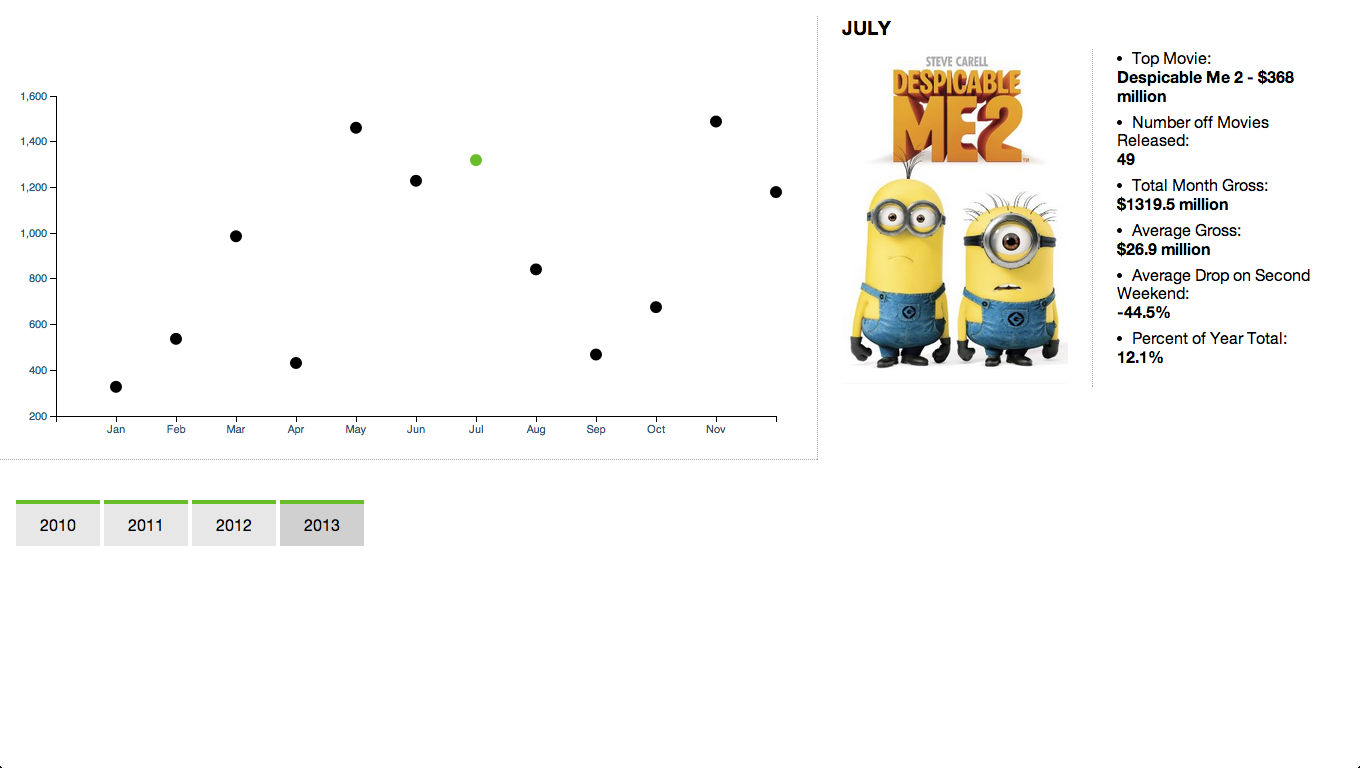 1,600
1,400
1,200
1,000
800
600
400
200
Jan Feb Mar Apr May Jun Jul Aug Sep Oct Nov
2010 2011 2012 2013
JULY
STEVE CARELL
DESPICABLE
ME2
• Top Movie:
Despicable Me 2 - $368
million
• Number off Movies
Released:
49
• Total Month Gross:
$1319.5 million
• Average Gross:
$26.9 million
• Average Drop on Second
Weekend:
-44.5%
• Percent of Year Total:
12.1%